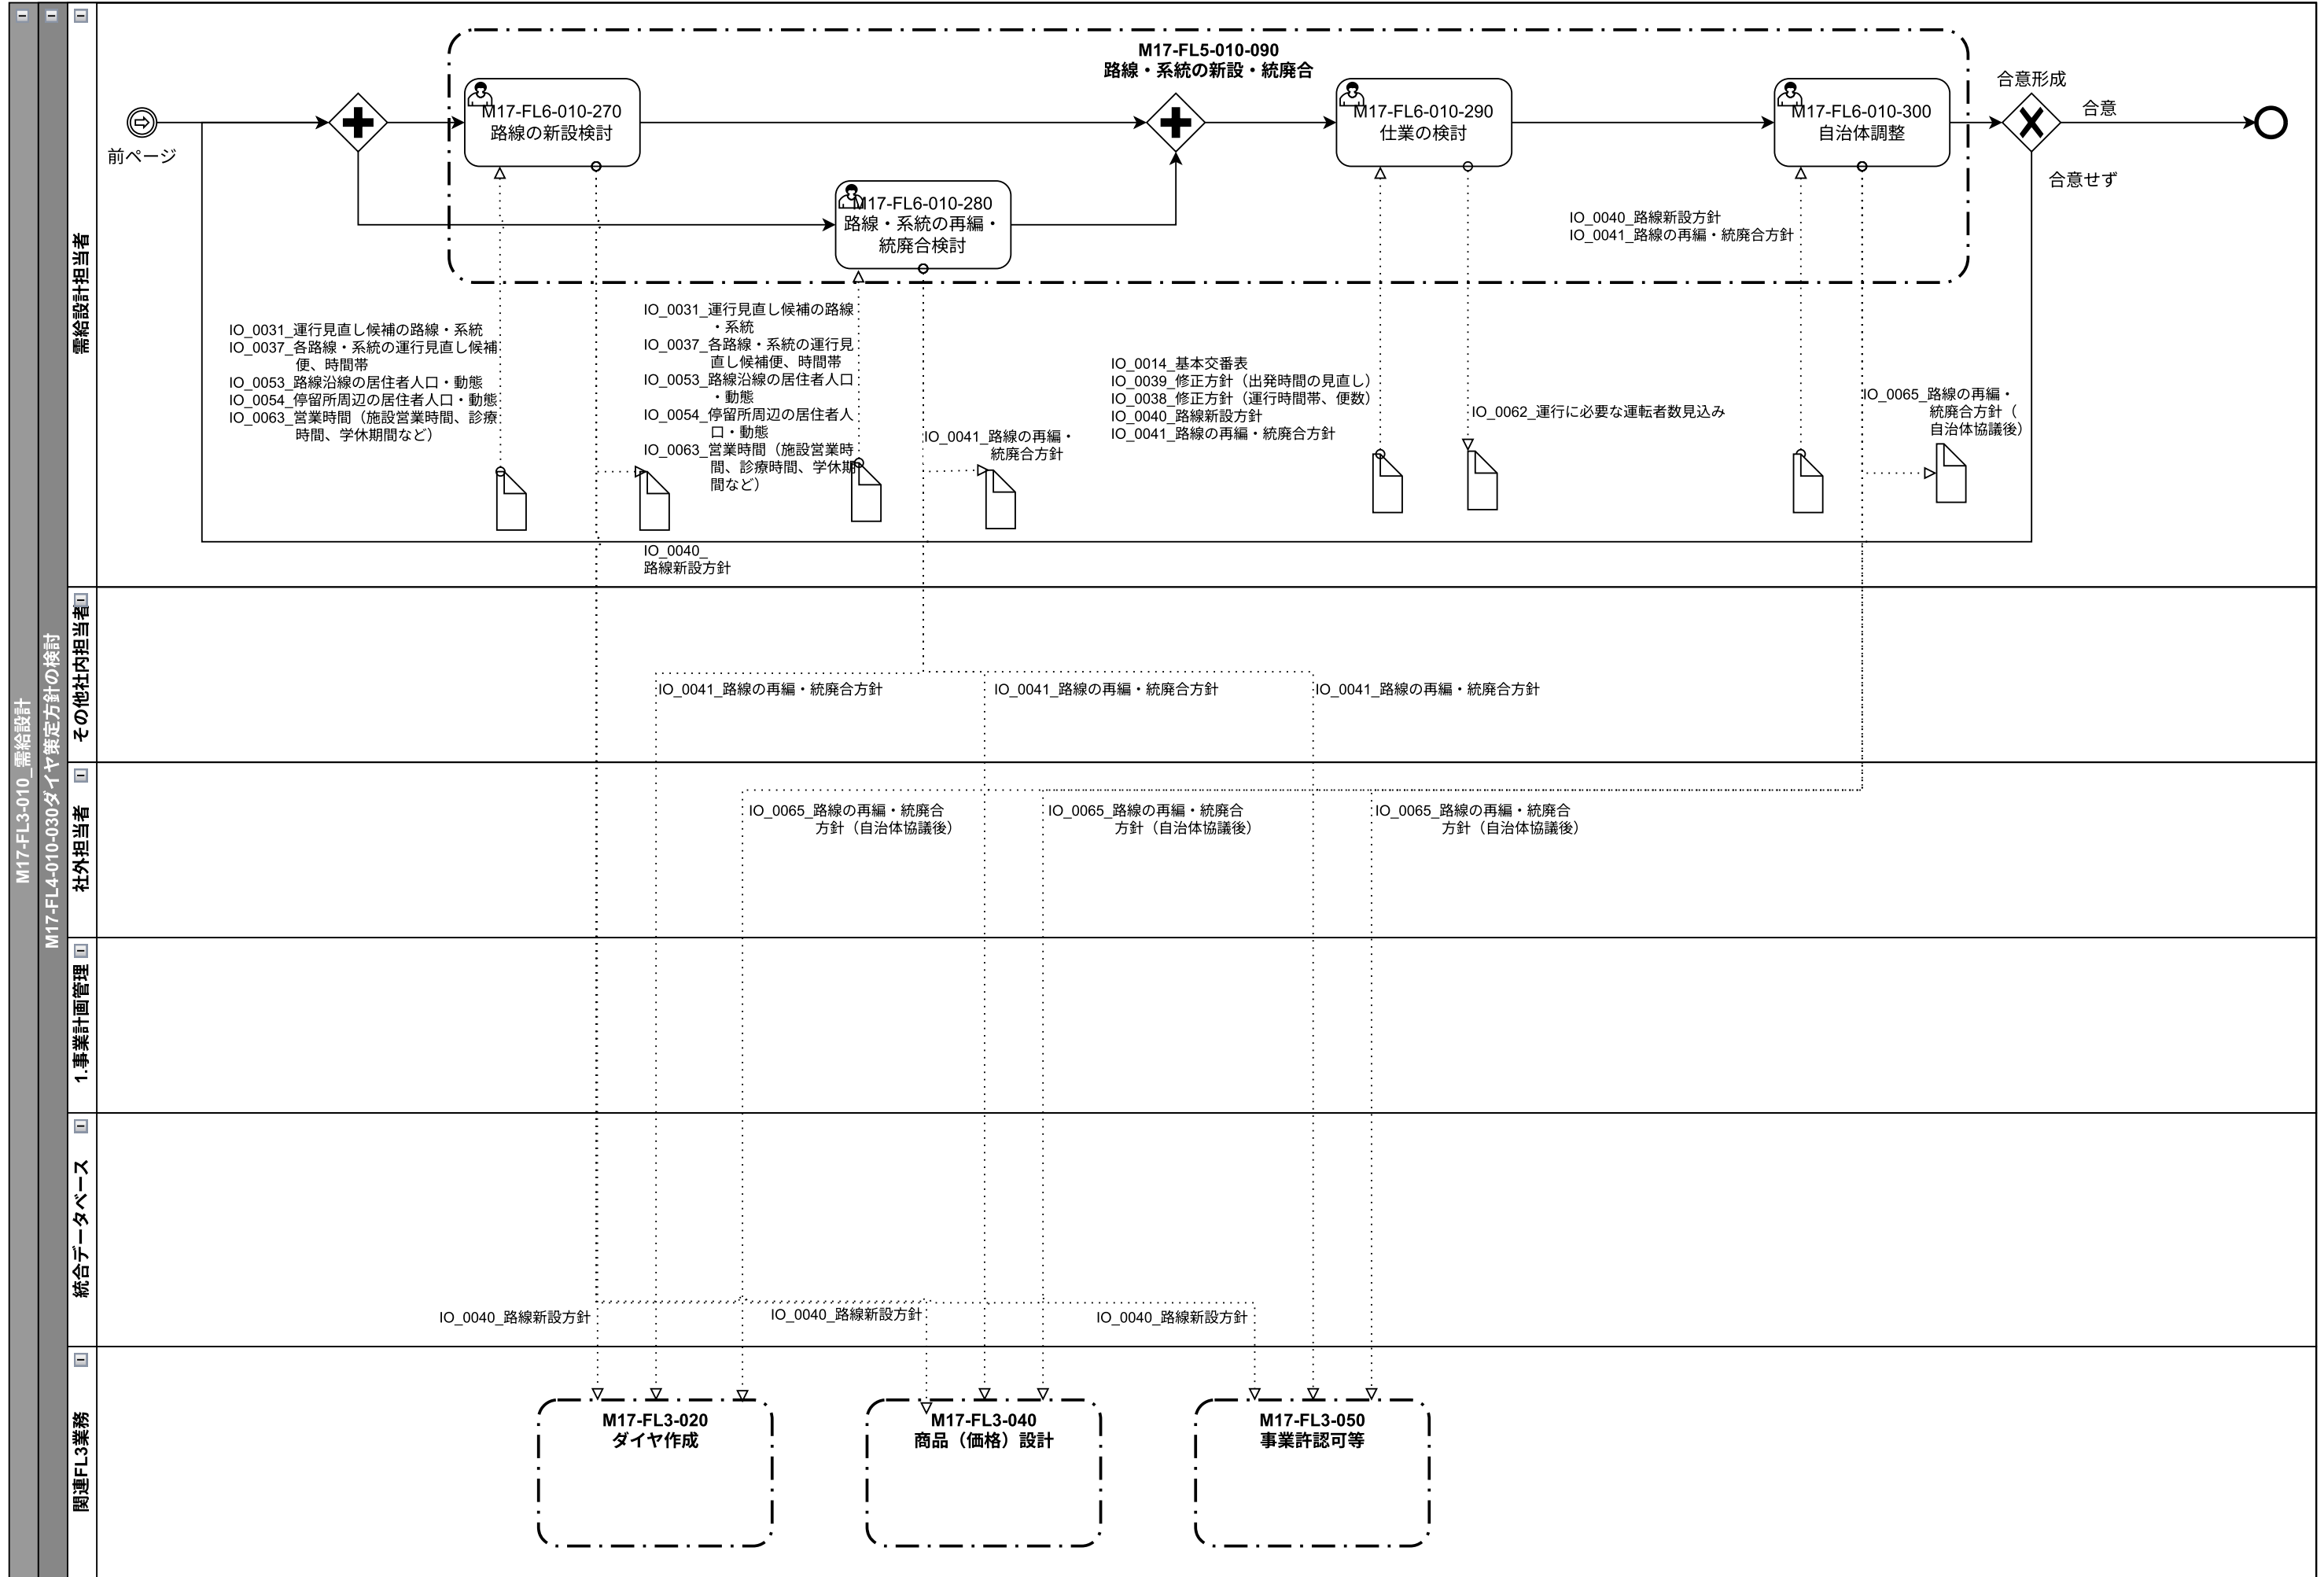 M17-FL3-010_需給設計
M17-FL4-010-030ダイヤ策定方針の検討
需給設計担当者
前ページ
M17-FL5-010-090
路線・系統の新設・統廃合
M17-FL6-010-270
路線の新設検討
M17-FL6-010-280
路線・系統の再編・
統廃合検討
M17-FL6-010-290
仕業の検討
M17-FL6-010-300
自治体調整
合意形成
合意
合意せず
IO_0031_運行見直し候補の路線・系統
IO_0037_各路線・系統の運行見直し候補
便、時間帯
IO_0053_路線沿線の居住者人口・動態
IO_0054_停留所周辺の居住者人口・動態
IO_0063_営業時間（施設営業時間、診療
時間、学休期間など）
IO_0040_
路線新設方針
IO_0031_運行見直し候補の路線
・系統
IO_0037_各路線・系統の運行見
直し候補便、時間帯
IO_0053_路線沿線の居住者人口
・動態
IO_0054_停留所周辺の居住者人
口・動態
IO_0063_営業時間（施設営業時
間、診療時間、学休期
間など）
IO_0041_路線の再編・
統廃合方針
IO_0014_基本交番表
IO_0039_修正方針（出発時間の見直し）
IO_0038_修正方針（運行時間帯、便数）
IO_0040_路線新設方針
IO_0041_路線の再編・統廃合方針
IO_0062_運行に必要な運転者数見込み
IO_0040_路線新設方針
IO_0041_路線の再編・統廃合方針
IO_0065_路線の再編・
統廃合方針（
自治体協議後）
その他社内担当者
IO_0041_路線の再編・統廃合方針
IO_0041_路線の再編・統廃合方針
IO_0041_路線の再編・統廃合方針
社外担当者
IO_0065_路線の再編・統廃合
方針（自治体協議後）
IO_0065_路線の再編・統廃合
方針（自治体協議後）
IO_0065_路線の再編・統廃合
方針（自治体協議後）
1.事業計画管理
統合データベース
IO_0040_路線新設方針
IO_0040_路線新設方針
IO_0040_路線新設方針
関連FL3業務
M17-FL3-020
ダイヤ作成
M17-FL3-040
商品（価格）設計
M17-FL3-050
事業許認可等